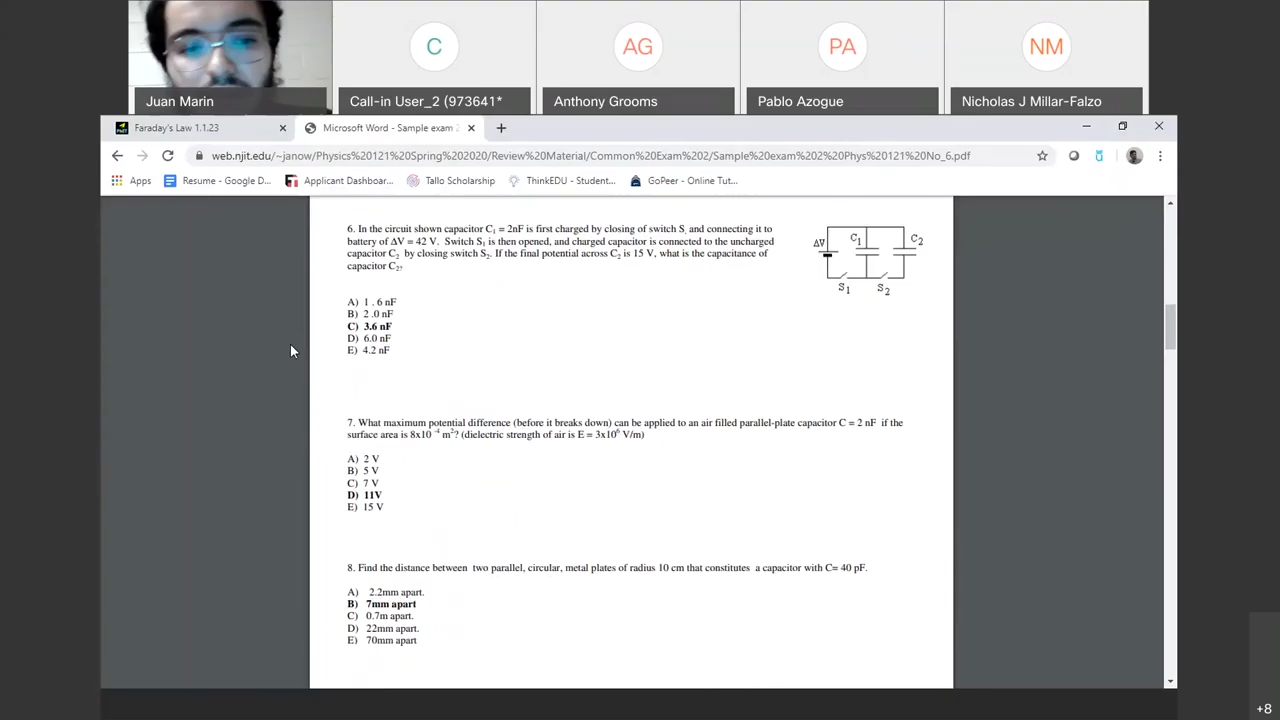 C
AG
PA
NM
Juan Marin
Call-in User_2 (973641*
Anthony Grooms
Pablo Azogue
Nicholas J Millar-Falzo
Faraday's Law 1.1.23
Microsoft Word - Sample exam 2
web.njit.edu/~janow/Physics%20121%20Spring%202020/Review%20Material/Common%20Exam%202/Sample%20exam%202%20Phys%20121%20No_6.pdf
Apps
Resume - Google D...
Applicant Dashboar...
Tallo Scholarship
ThinkEDU - Student...
GoPeer - Online Tut...
6. In the circuit shown capacitor C₁ = 2nF is first charged by closing of switch S, and connecting it to
battery of ΔV = 42 V. Switch S₁ is then opened, and charged capacitor is connected to the uncharged
capacitor C₂ by closing switch S₂. If the final potential across C₂ is 15 V, what is the capacitance of
capacitor C₂?
ΔV
C₁
C₂
S₁
S₂
A) 1 . 6 nF
B) 2 .0 nF
C) 3.6 nF
D) 6.0 nF
E) 4.2 nF
7. What maximum potential difference (before it breaks down) can be applied to an air filled parallel-plate capacitor C = 2 nF if the
surface area is 8x10⁻⁴ m²? (dielectric strength of air is E = 3x10⁶ V/m)
A) 2 V
B) 5 V
C) 7 V
D) 11V
E) 15 V
8. Find the distance between two parallel, circular, metal plates of radius 10 cm that constitutes a capacitor with C= 40 pF.
A) 2.2mm apart.
B) 7mm apart
C) 0.7m apart.
D) 22mm apart.
E) 70mm apart
+8